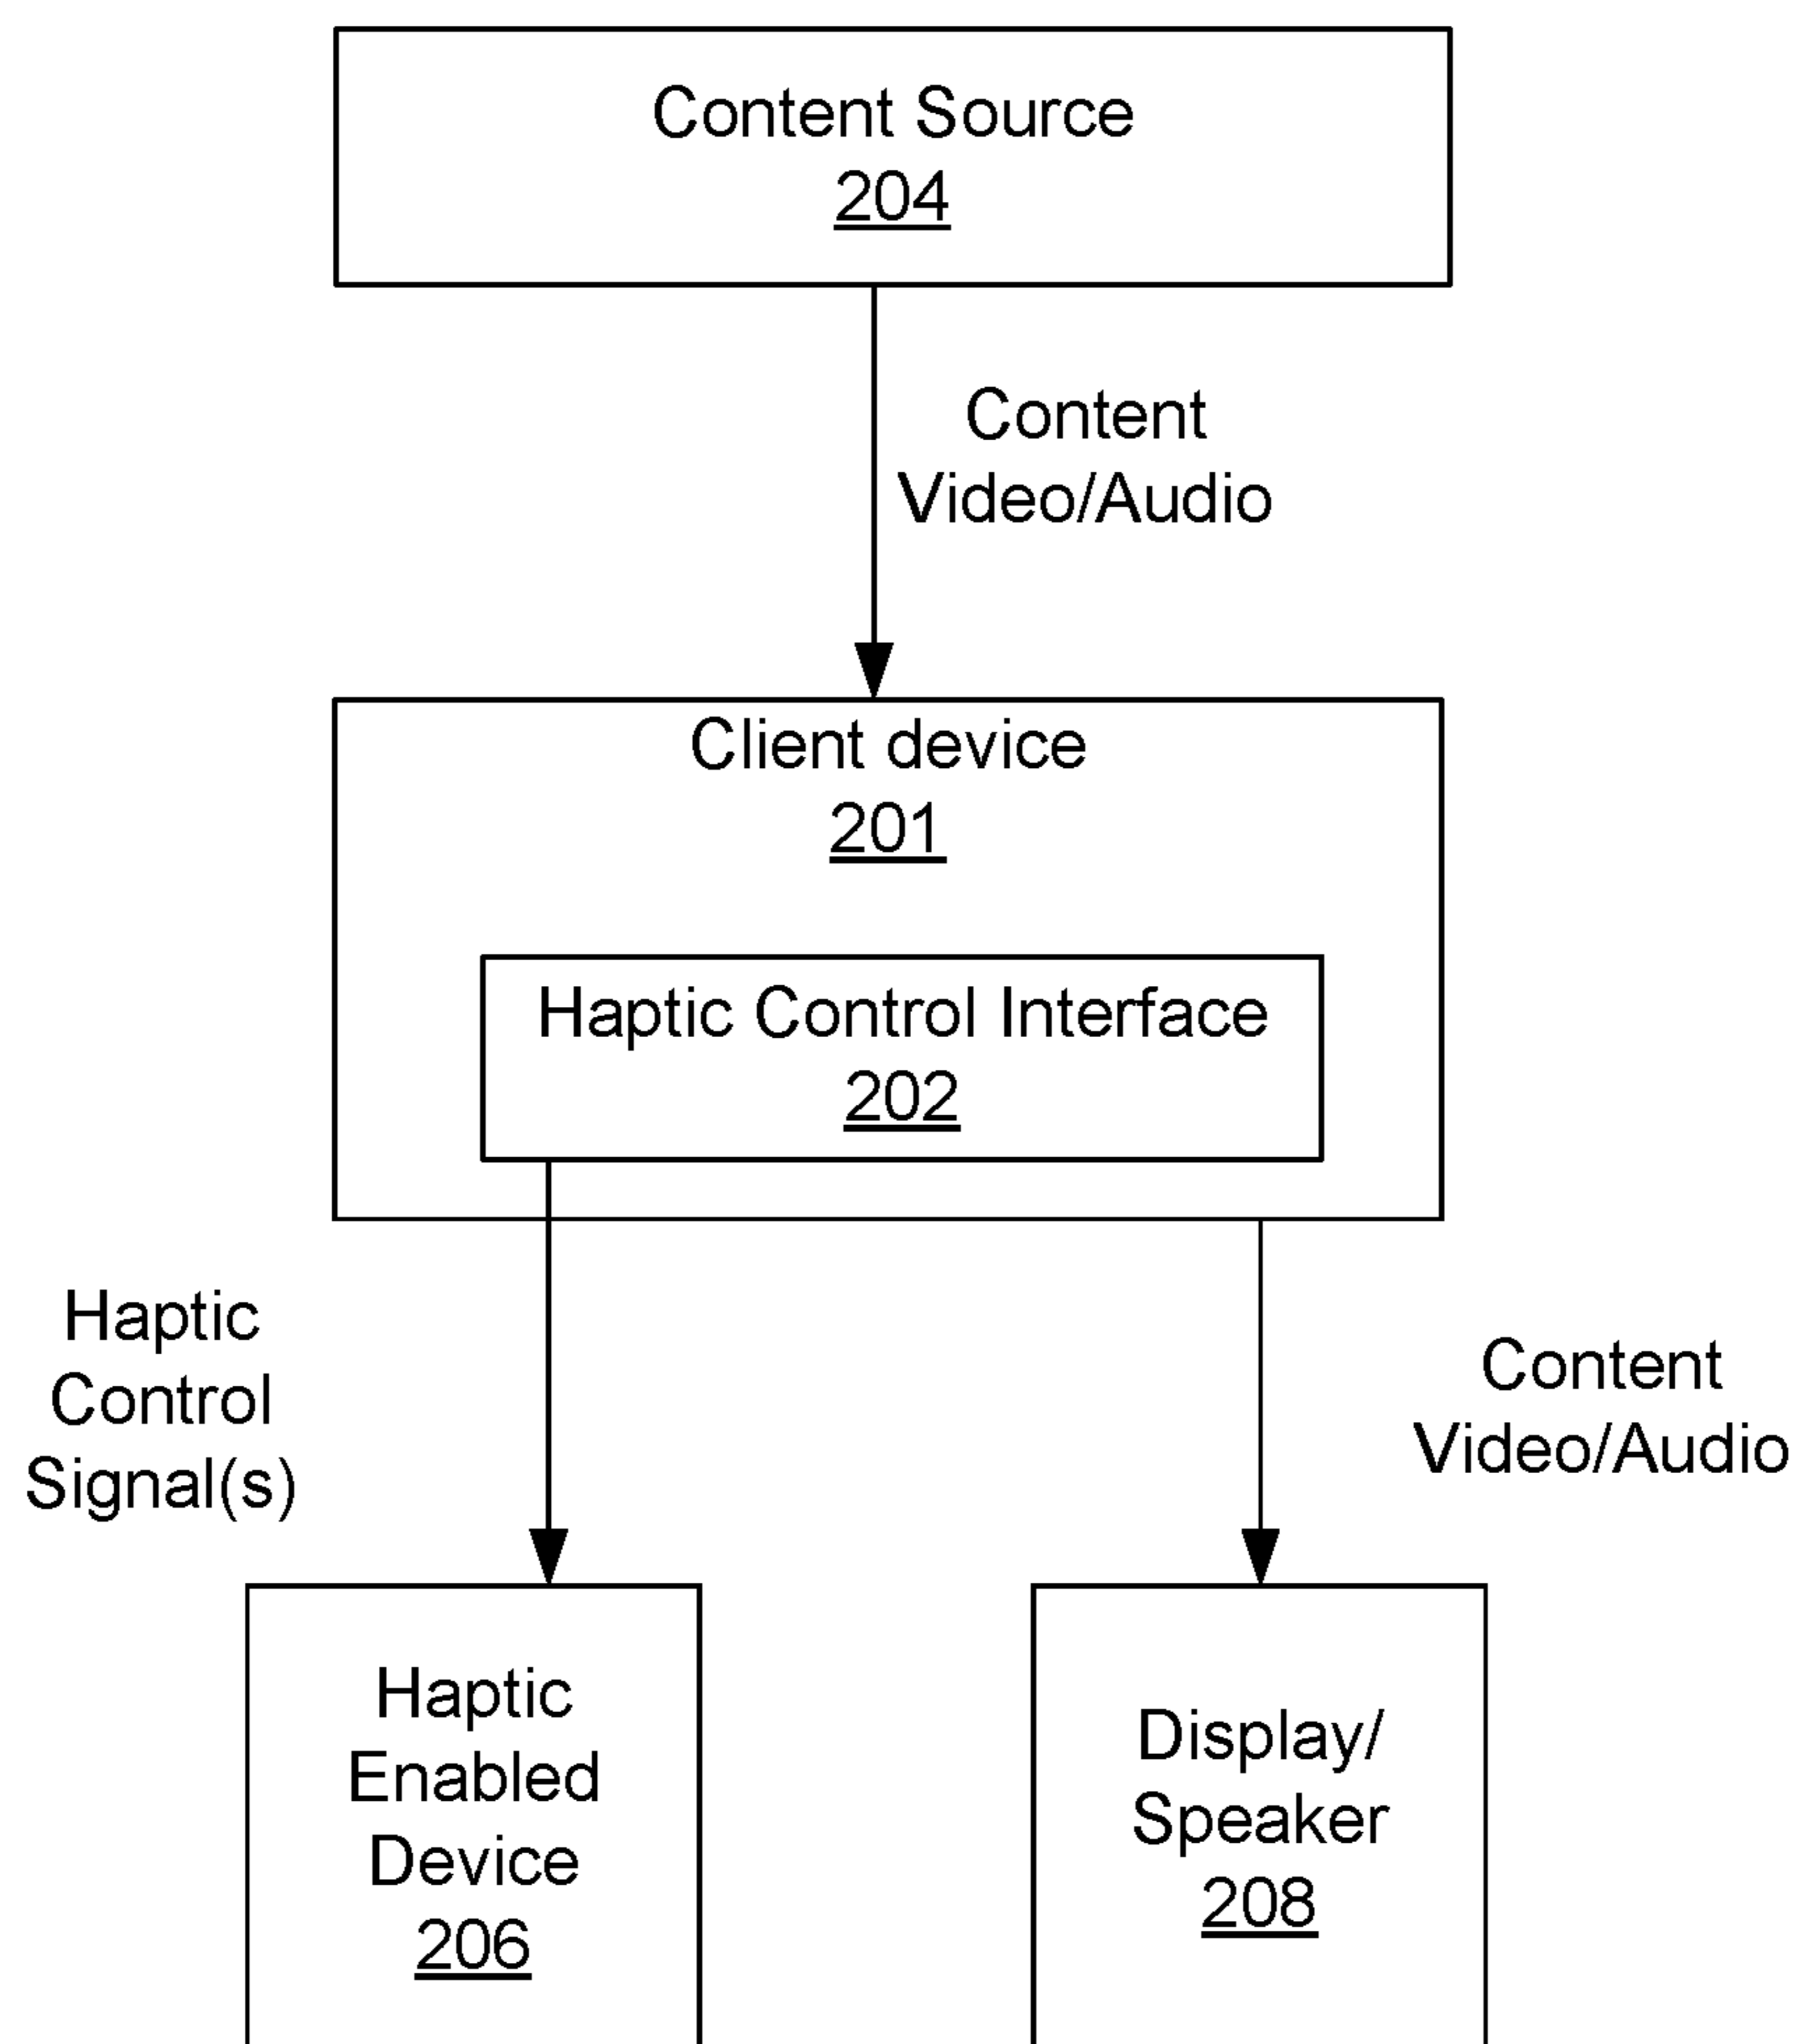 Content Source
204
Content
Video/Audio
Client device
201
Haptic Control Interface
202
Haptic
Control
Signal(s)
Content
Video/Audio
Haptic
Enabled
Device
206
Display/
Speaker
208